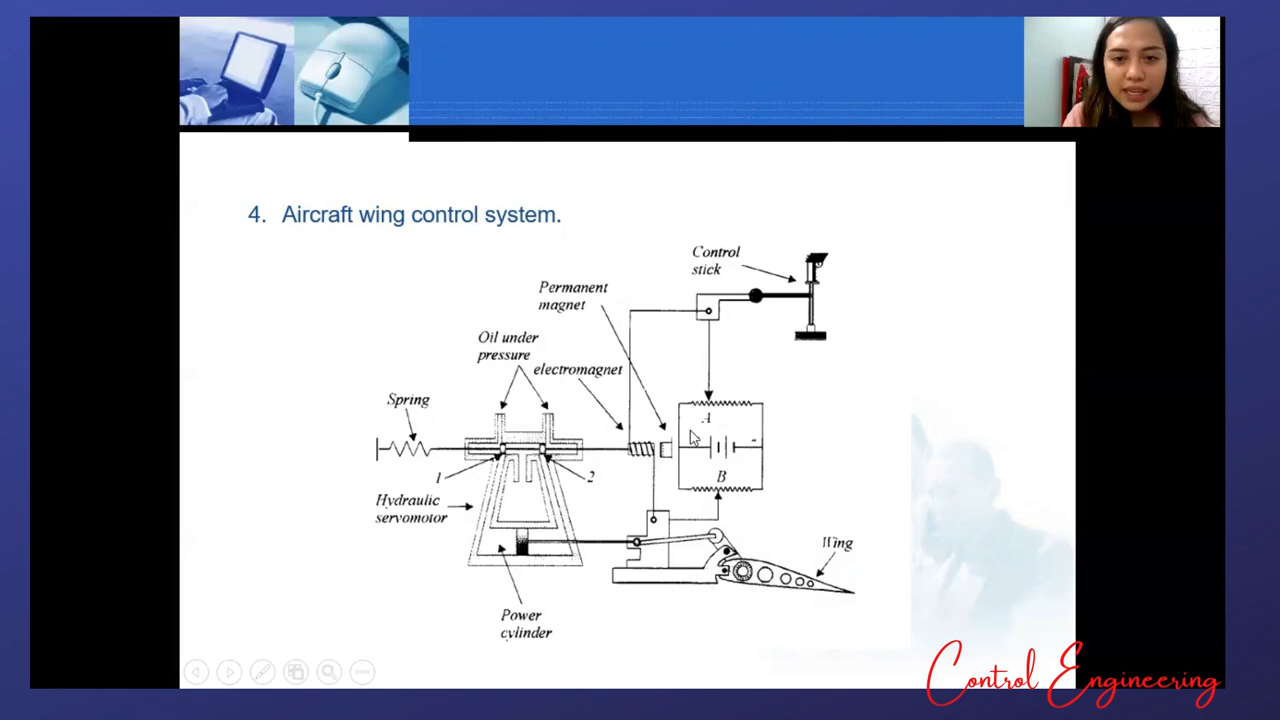 4. Aircraft wing control system.
Control
stick
Permanent
magnet
Oil under
pressure
electromagnet
Spring
A
-
1
2
B
Hydraulic
servomotor
Wing
Power
cylinder
Control Engineering